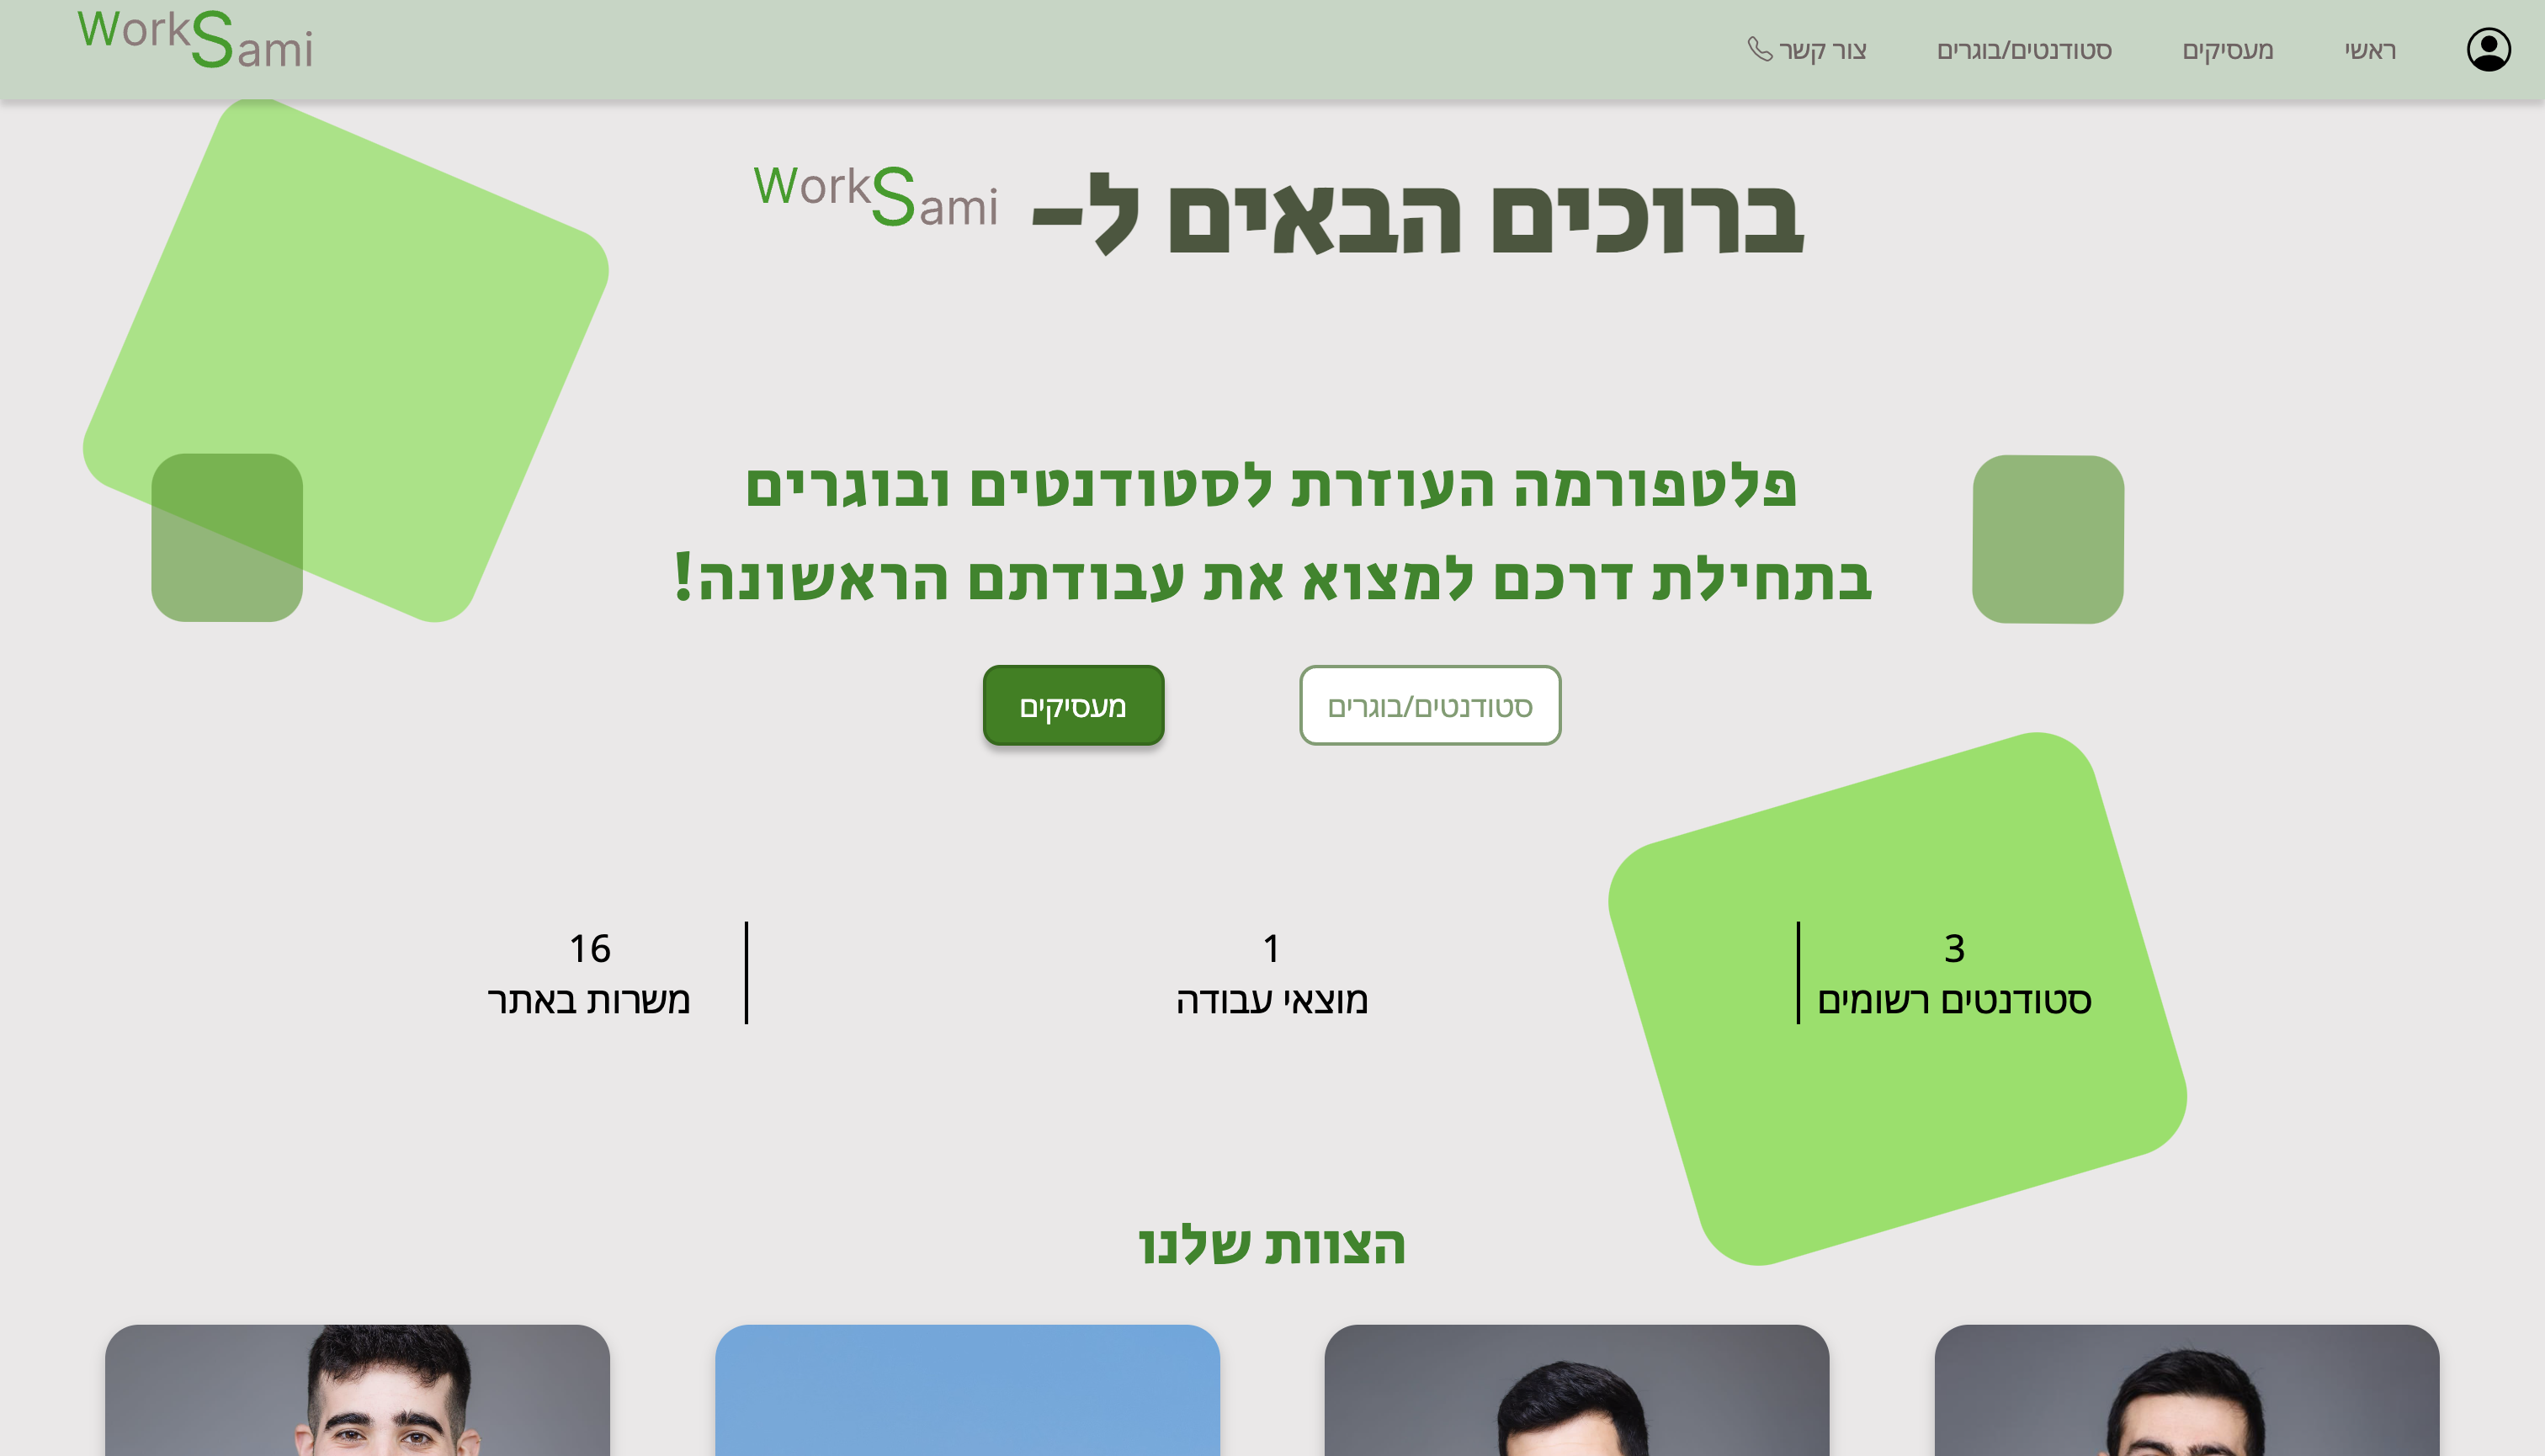 ראשי מעסיקים סטודנטים/בוגרים צור קשר WorkSami
ברוכים הבאים ל- WorkSami
פלטפורמה העוזרת לסטודנטים ובוגרים
בתחילת דרכם למצוא את עבודתם הראשונה!
סטודנטים/בוגרים מעסיקים
3 1 16
סטודנטים רשומים מוצאי עבודה משרות באתר
הצוות שלנו